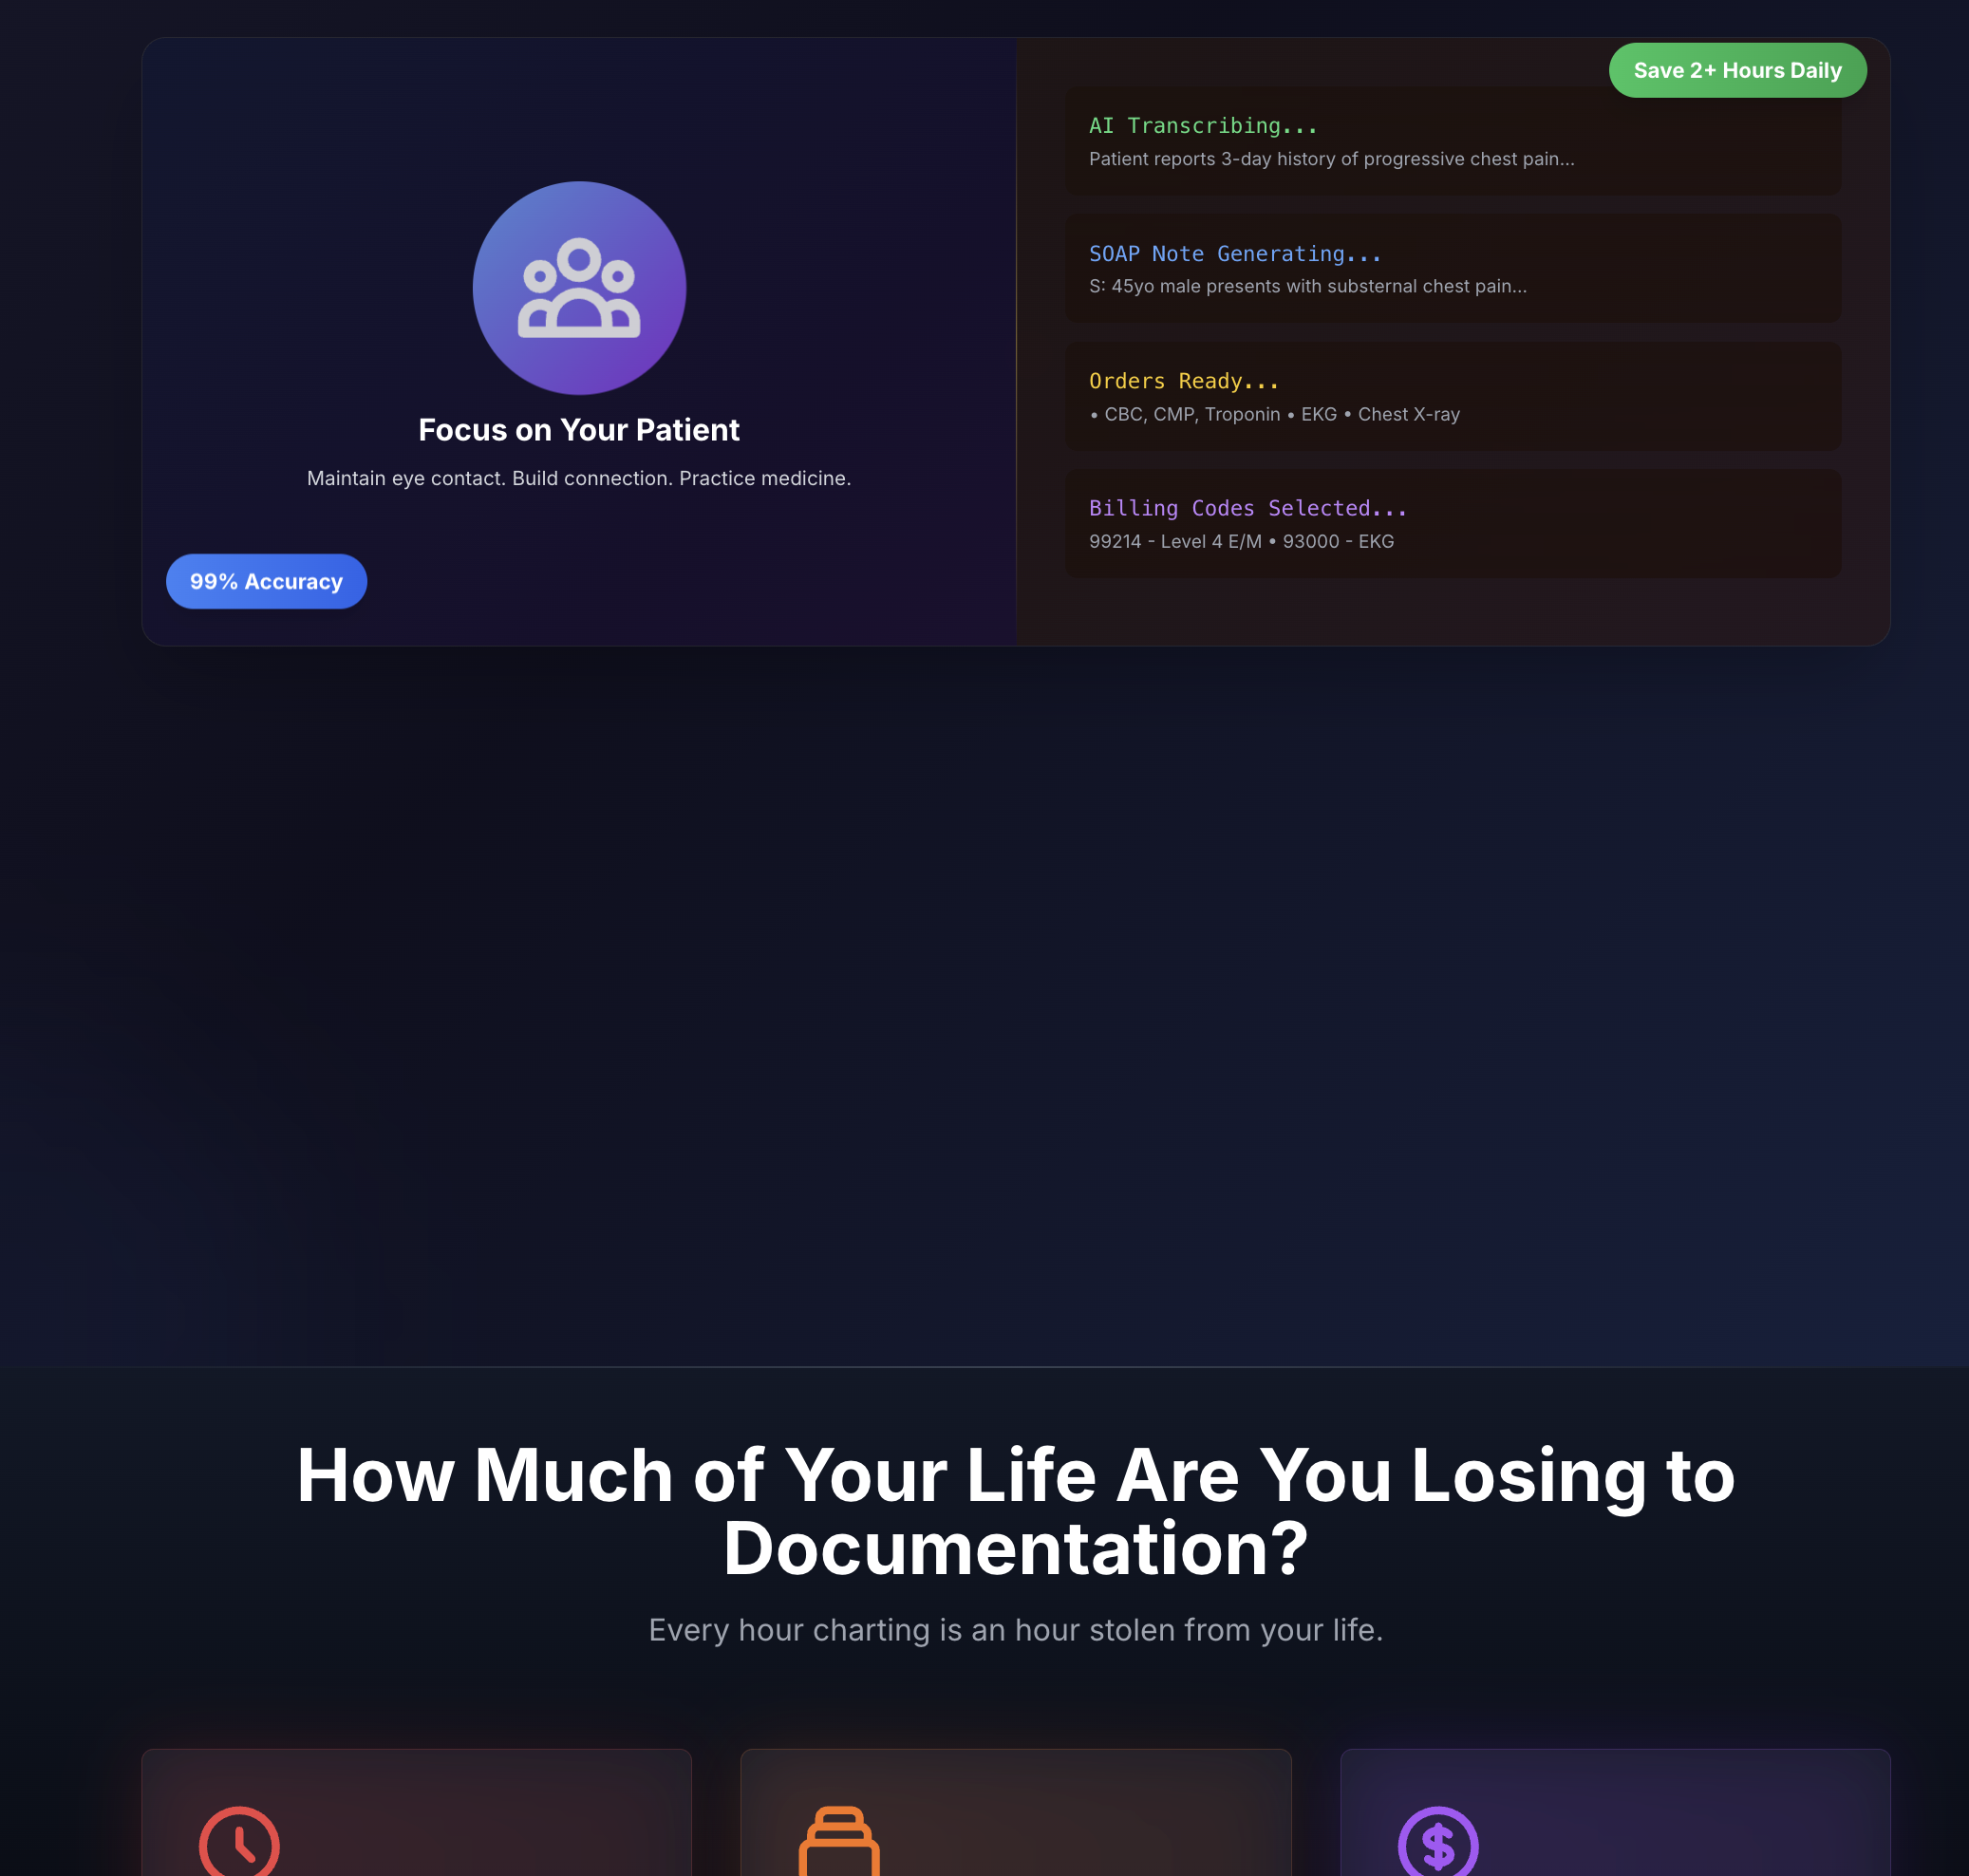 Save 2+ Hours Daily
AI Transcribing...
Patient reports 3-day history of progressive chest pain...
SOAP Note Generating...
S: 45yo male presents with substernal chest pain...
Orders Ready...
• CBC, CMP, Troponin • EKG • Chest X-ray
Billing Codes Selected...
99214 - Level 4 E/M • 93000 - EKG
Focus on Your Patient
Maintain eye contact. Build connection. Practice medicine.
99% Accuracy
How Much of Your Life Are You Losing to
Documentation?
Every hour charting is an hour stolen from your life.